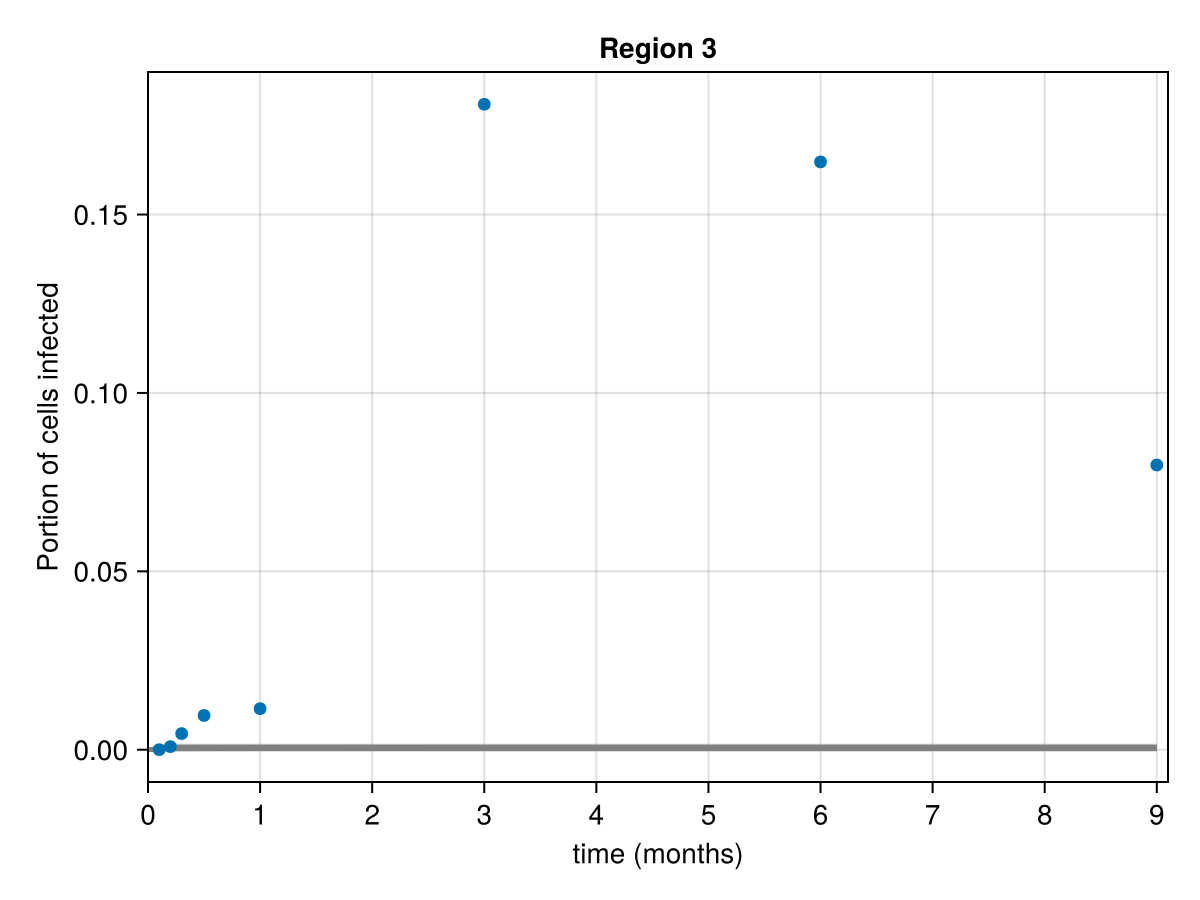 Region 3
Portion of cells infected
0.15
0.10
0.05
0.00
0 1 2 3 4 5 6 7 8 9
time (months)